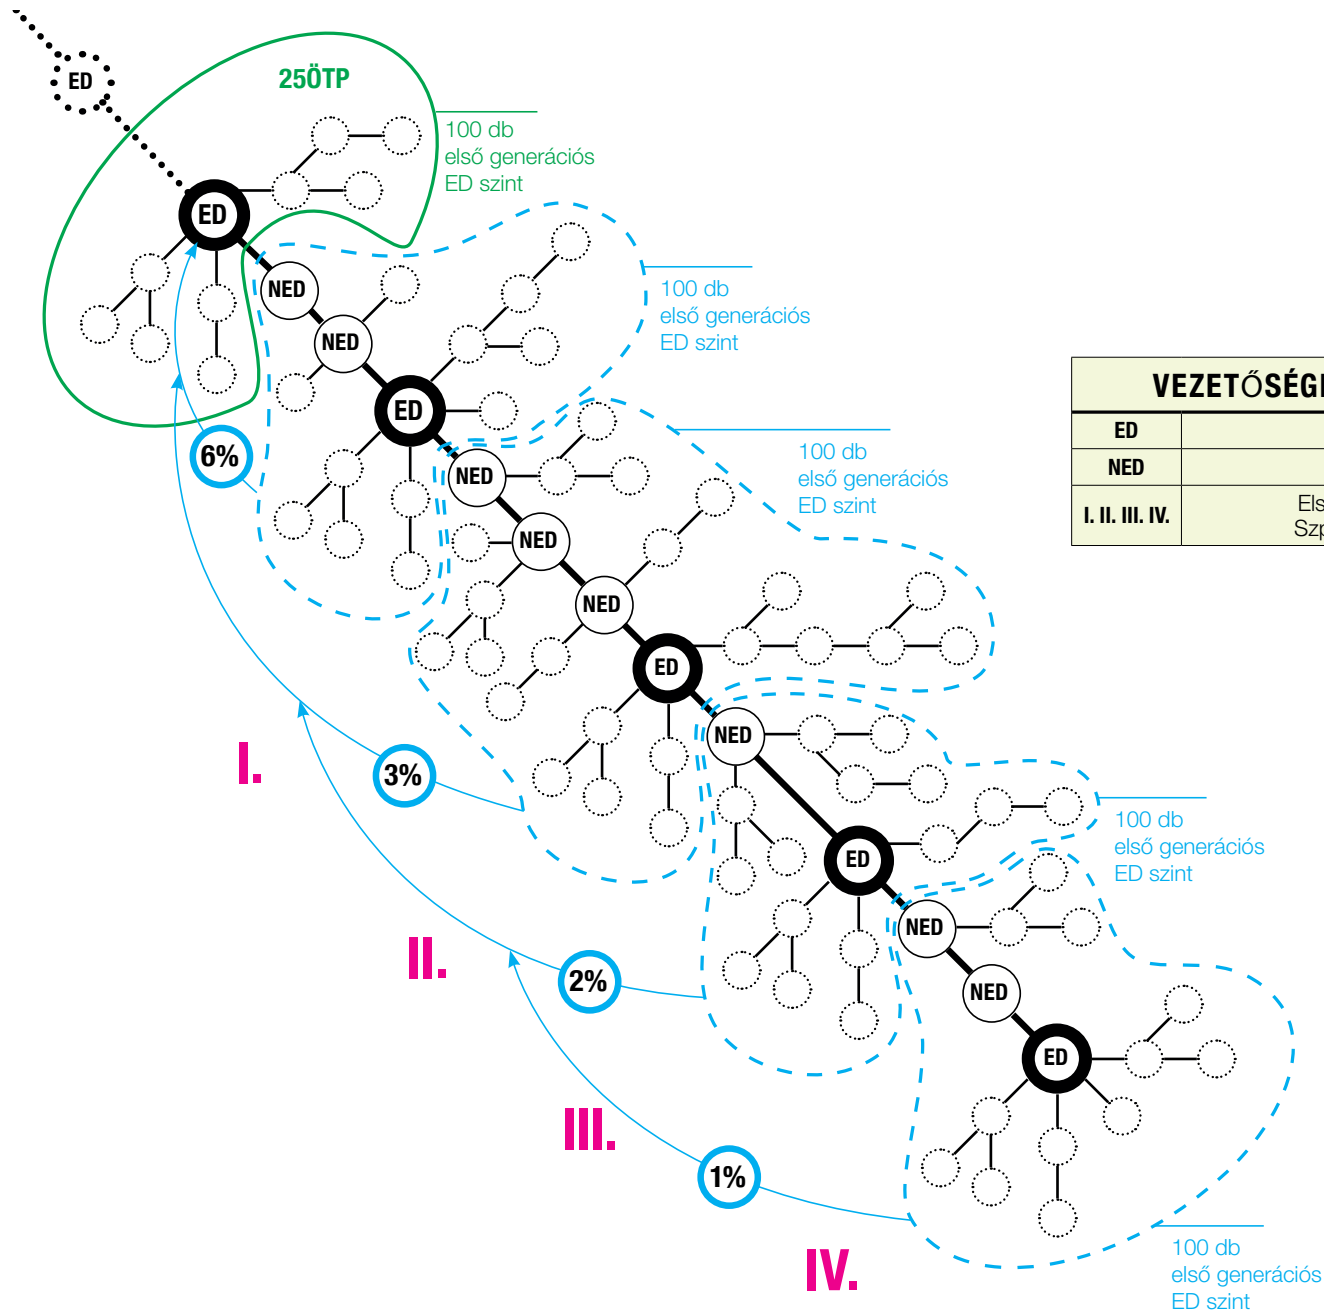 ED
25ÖTP
100 db
első generációs
ED szint
ED
NED
NED
100 db
első generációs
ED szint
ED
6%
NED
100 db
első generációs
ED szint
NED
NED
ED
VEZETŐSÉGI
ED
NED
I. II. III. IV.
NED
I.
3%
100 db
első generációs
ED szint
ED
NED
II.
2%
NED
ED
III.
1%
IV.
100 db
első generációs
ED szint